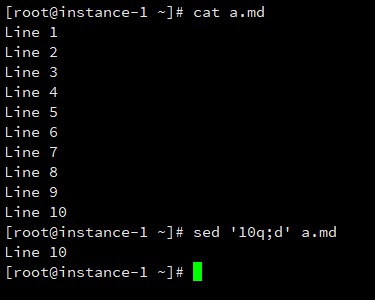 [root@instance-1 ~]# cat a.md
Line 1
Line 2
Line 3
Line 4
Line 5
Line 6
Line 7
Line 8
Line 9
Line 10
[root@instance-1 ~]# sed '10q;d' a.md
Line 10
[root@instance-1 ~]#